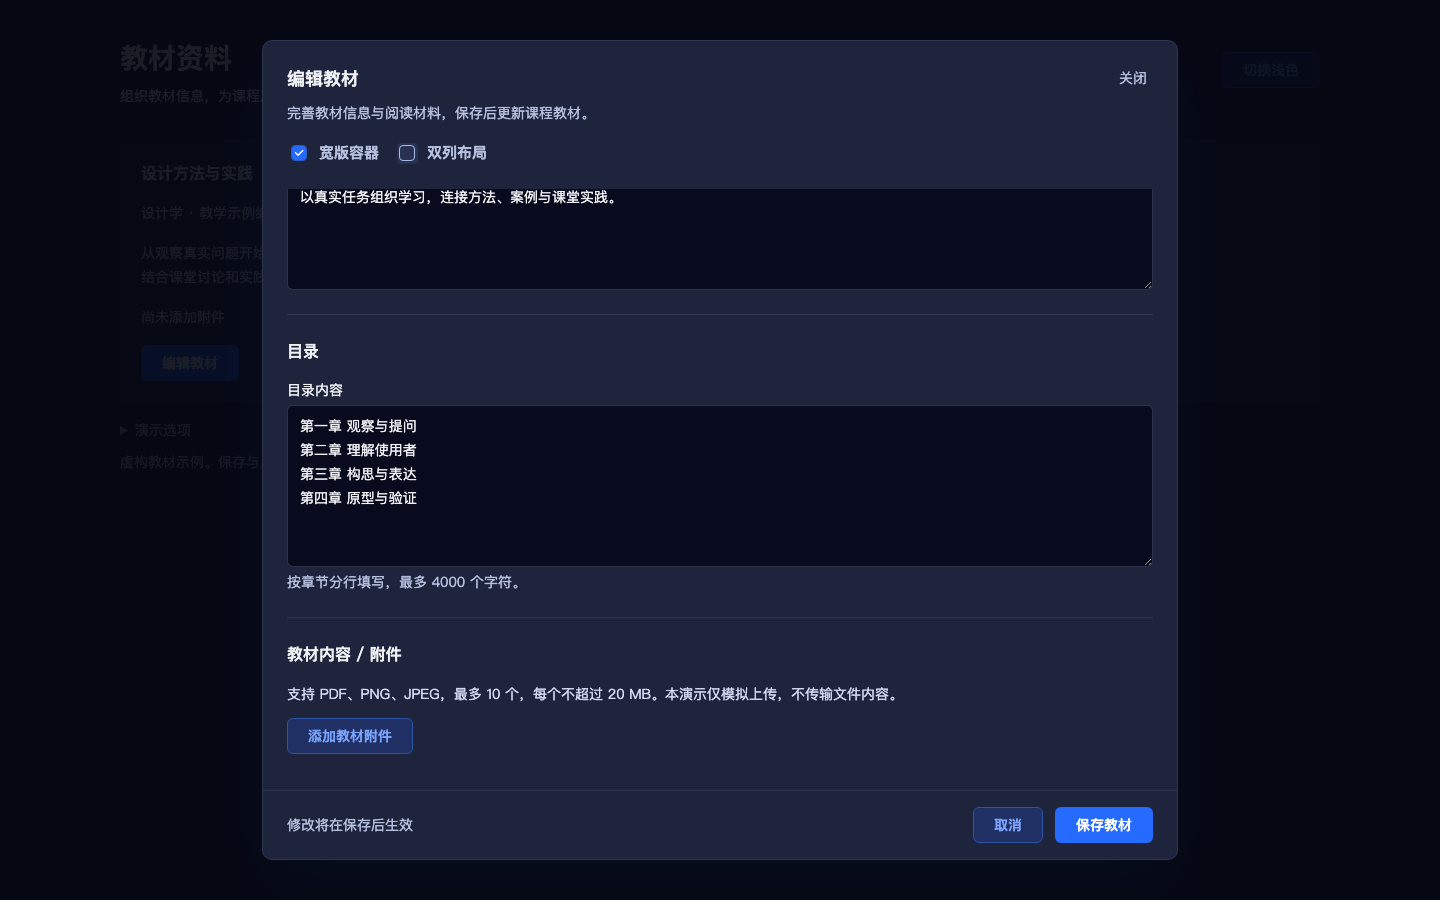 教材资料
组织教材信息，为课程
切换浅色
设计方法与实践
设计学 · 教学示例
从观察真实问题开始
结合课堂讨论和实践
尚未添加附件
编辑教材
演示选项
虚构教材示例。保存与
编辑教材
关闭
完善教材信息与阅读材料，保存后更新课程教材。
宽版容器
双列布局
以真实任务组织学习，连接方法、案例与课堂实践。
目录
目录内容
第一章 观察与提问
第二章 理解使用者
第三章 构思与表达
第四章 原型与验证
按章节分行填写，最多 4000 个字符。
教材内容 / 附件
支持 PDF、PNG、JPEG，最多 10 个，每个不超过 20 MB。本演示仅模拟上传，不传输文件内容。
添加教材附件
修改将在保存后生效
取消
保存教材